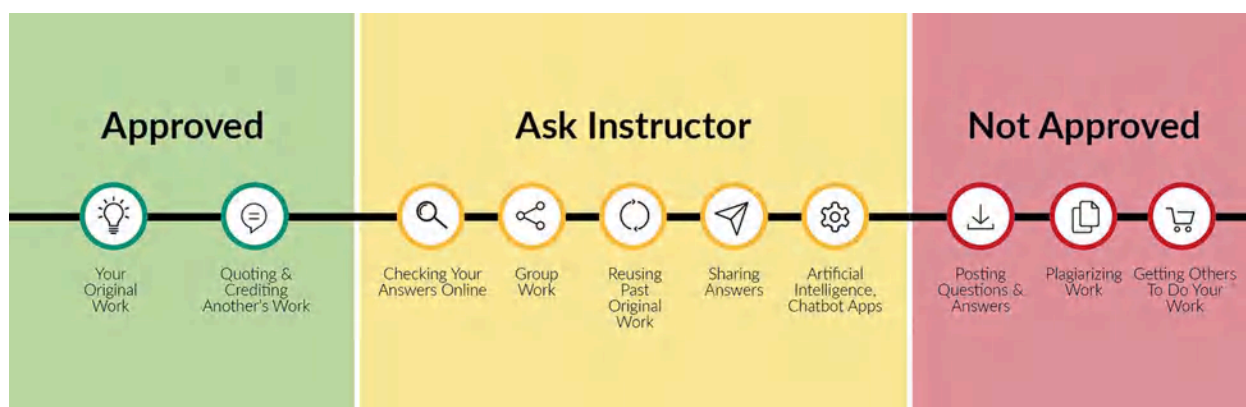 Approved
Ask Instructor
Not Approved
Your
Original
Work
Quoting &
Crediting
Another's Work
Checking Your
Answers Online
Group
Work
Reusing
Past
Original
Work
Sharing
Answers
Artificial
Intelligence,
Chatbot Apps
Posting
Questions &
Answers
Plagiarizing
Work
Getting Others
To Do Your
Work